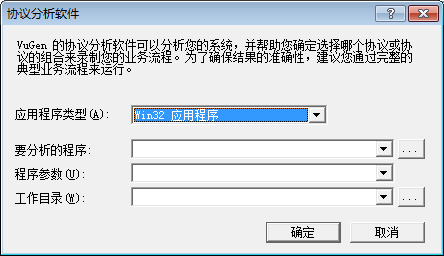 协议分析软件
VuGen 的协议分析软件可以分析您的系统，并帮助您确定选择哪个协议或协
议的组合来录制您的业务流程。为了确保结果的准确性，建议您通过完整的
典型业务流程来运行。
应用程序类型(A): Win32 应用程序
要分析的程序: ...
程序参数(U):
工作目录(W): ...
确定 取消